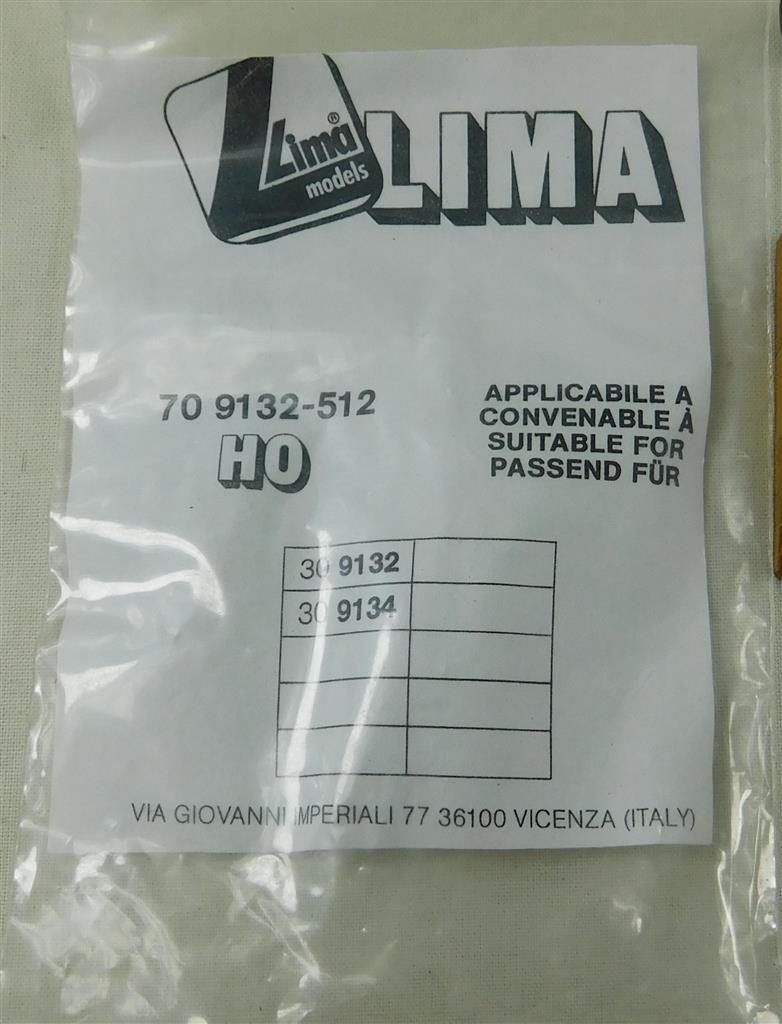 Lima®
models
LIMA
70 9132-512
HO
APPLICABILE A
CONVENABLE À
SUITABLE FOR
PASSEND FÜR
30 9132
30 9134
VIA GIOVANNI IMPERIALI 77 36100 VICENZA (ITALY)